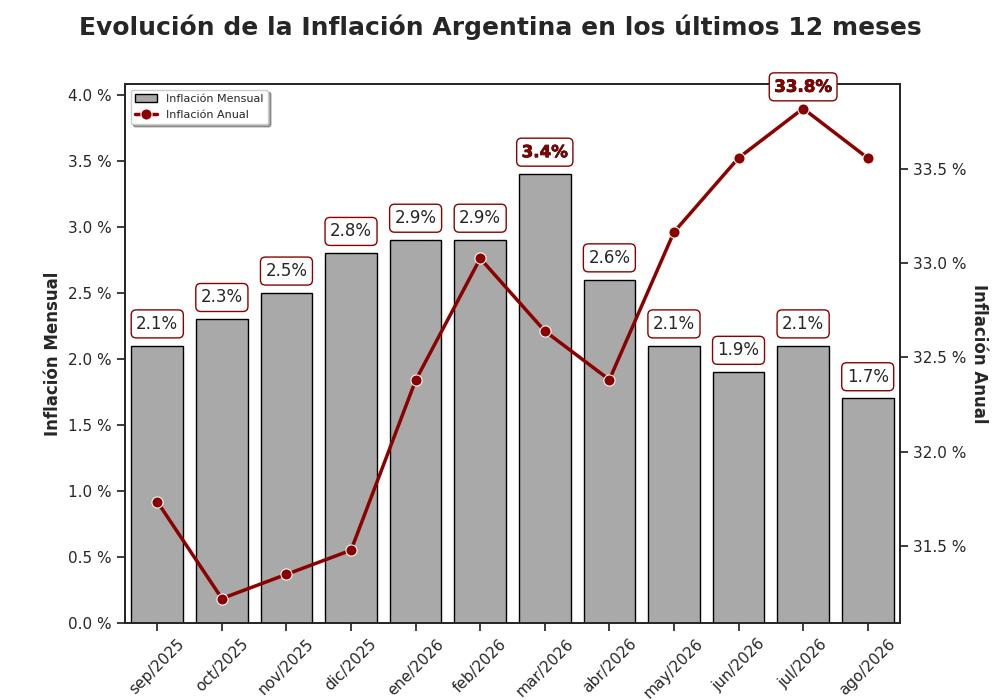 Evolución de la Inflación Argentina en los últimos 12 meses
Inflación Mensual
Inflación Anual
33.8%
3.4%
2.9%
2.9%
2.8%
2.6%
2.5%
2.3%
2.1%
2.1%
2.1%
1.9%
1.7%
4.0 %
3.5 %
3.0 %
2.5 %
2.0 %
1.5 %
1.0 %
0.5 %
0.0 %
Inflación Mensual
33.5 %
33.0 %
32.5 %
32.0 %
31.5 %
Inflación Anual
sep/2025
oct/2025
nov/2025
dic/2025
ene/2026
feb/2026
mar/2026
abr/2026
may/2026
jun/2026
jul/2026
ago/2026